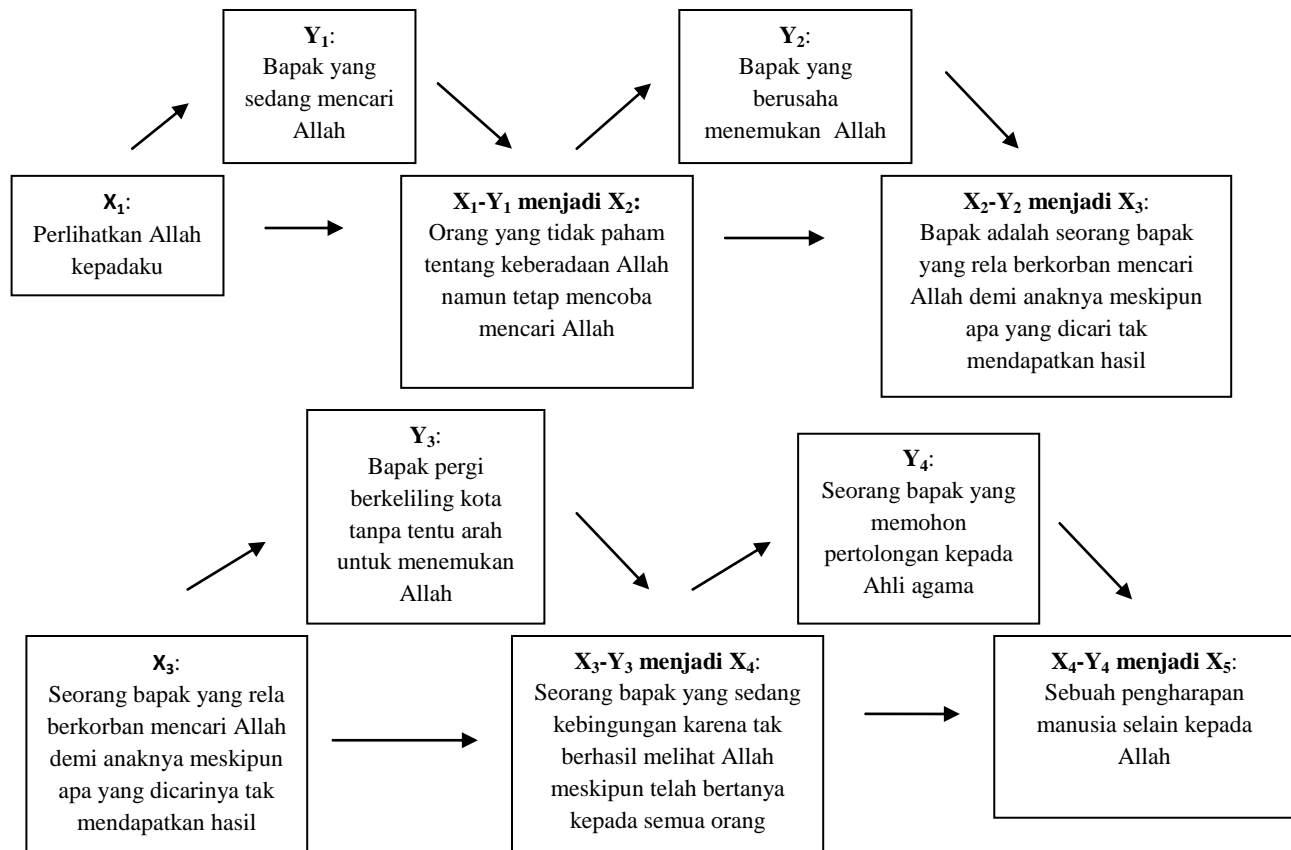 Y₁:
Bapak yang
sedang mencari
Allah
Y₂:
Bapak yang
berusaha
menemukan Allah
X₁:
Perlihatkan Allah
kepadaku
X₁-Y₁ menjadi X₂:
Orang yang tidak paham
tentang keberadaan Allah
namun tetap mencoba
mencari Allah
X₂-Y₂ menjadi X₃:
Bapak adalah seorang bapak
yang rela berkorban mencari
Allah demi anaknya meskipun
apa yang dicari tak
mendapatkan hasil
Y₃:
Bapak pergi
berkeliling kota
tanpa tentu arah
untuk menemukan
Allah
Y₄:
Seorang bapak yang
memohon
pertolongan kepada
Ahli agama
X₃:
Seorang bapak yang rela
berkorban mencari Allah
demi anaknya meskipun
apa yang dicarinya tak
mendapatkan hasil
X₃-Y₃ menjadi X₄:
Seorang bapak yang sedang
kebingungan karena tak
berhasil melihat Allah
meskipun telah bertanya
kepada semua orang
X₄-Y₄ menjadi X₅:
Sebuah pengharapan
manusia selain kepada
Allah